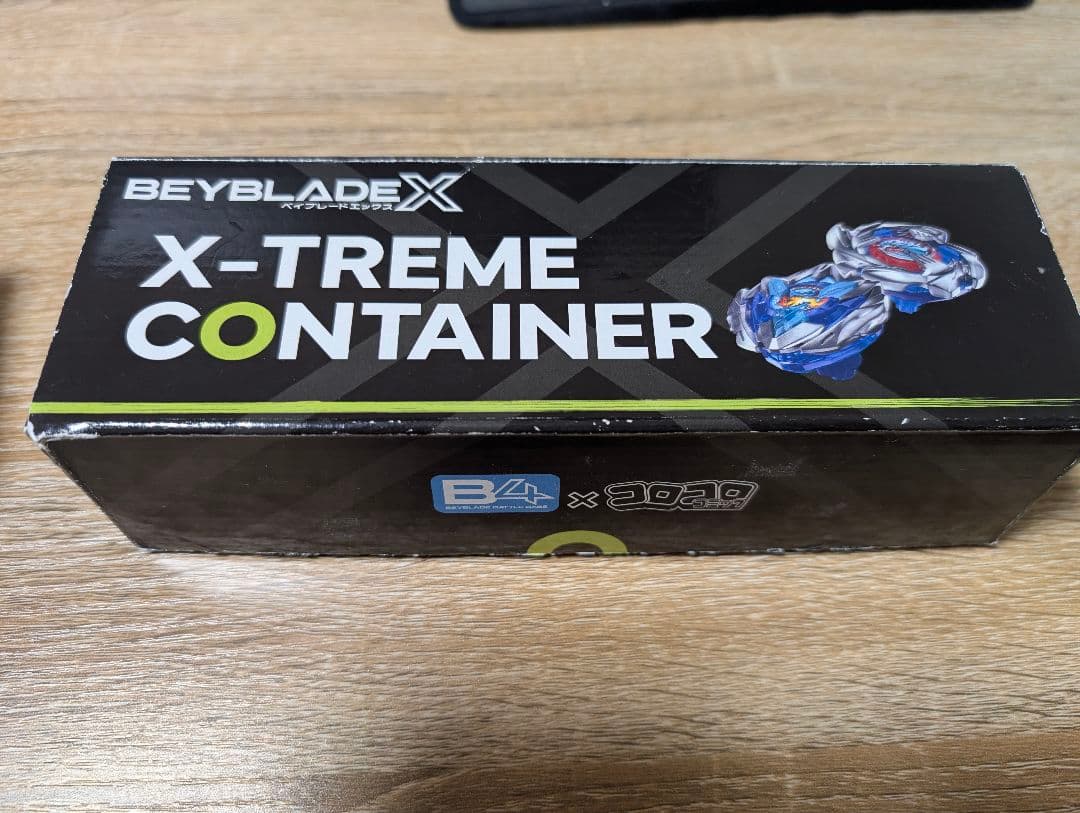 BEYBLADE X
ベイブレードエックス
X-TREME
CONTAINER
B4 × コロコロ
BEYBLADE BATTLE BASE コミック